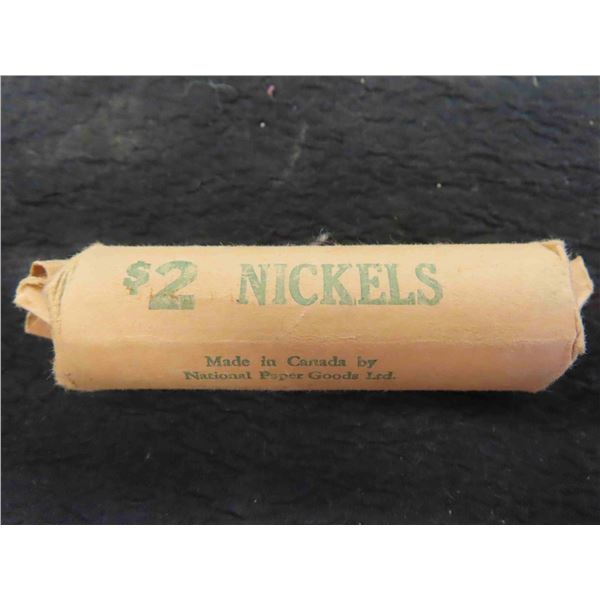 $2 NICKELS
Made in Canada by
National Paper Goods Ltd.